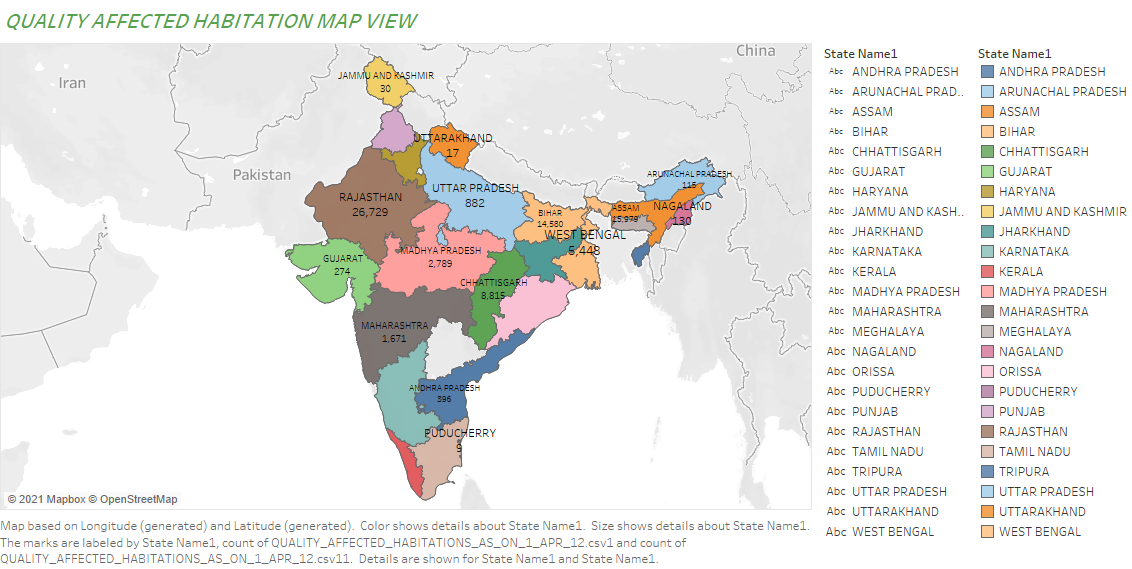 QUALITY AFFECTED HABITATION MAP VIEW
China
Iran
Pakistan
JAMMU AND KASHMIR
30
UTTARAKHAND
17
RAJASTHAN
26,729
UTTAR PRADESH
882
ARUNACHAL PRADESH
115
BIHAR
14,580
ASSAM
15,979
NAGALAND
130
WEST BENGAL
5,448
GUJARAT
274
MADHYA PRADESH
2,789
CHHATTISGARH
8,815
MAHARASHTRA
1,671
ANDHRA PRADESH
396
PUDUCHERRY
9
© 2021 Mapbox © OpenStreetMap
State Name1
Abc ANDHRA PRADESH
Abc ARUNACHAL PRAD..
Abc ASSAM
Abc BIHAR
Abc CHHATTISGARH
Abc GUJARAT
Abc HARYANA
Abc JAMMU AND KASH..
Abc JHARKHAND
Abc KARNATAKA
Abc KERALA
Abc MADHYA PRADESH
Abc MAHARASHTRA
Abc MEGHALAYA
Abc NAGALAND
Abc ORISSA
Abc PUDUCHERRY
Abc PUNJAB
Abc RAJASTHAN
Abc TAMIL NADU
Abc TRIPURA
Abc UTTAR PRADESH
Abc UTTARAKHAND
Abc WEST BENGAL
State Name1
ANDHRA PRADESH
ARUNACHAL PRADESH
ASSAM
BIHAR
CHHATTISGARH
GUJARAT
HARYANA
JAMMU AND KASHMIR
JHARKHAND
KARNATAKA
KERALA
MADHYA PRADESH
MAHARASHTRA
MEGHALAYA
NAGALAND
ORISSA
PUDUCHERRY
PUNJAB
RAJASTHAN
TAMIL NADU
TRIPURA
UTTAR PRADESH
UTTARAKHAND
WEST BENGAL
Map based on Longitude (generated) and Latitude (generated). Color shows details about State Name1. Size shows details about State Name1.
The marks are labeled by State Name1, count of QUALITY_AFFECTED_HABITATIONS_AS_ON_1_APR_12.csv1 and count of
QUALITY_AFFECTED_HABITATIONS_AS_ON_1_APR_12.csv11. Details are shown for State Name1 and State Name1.